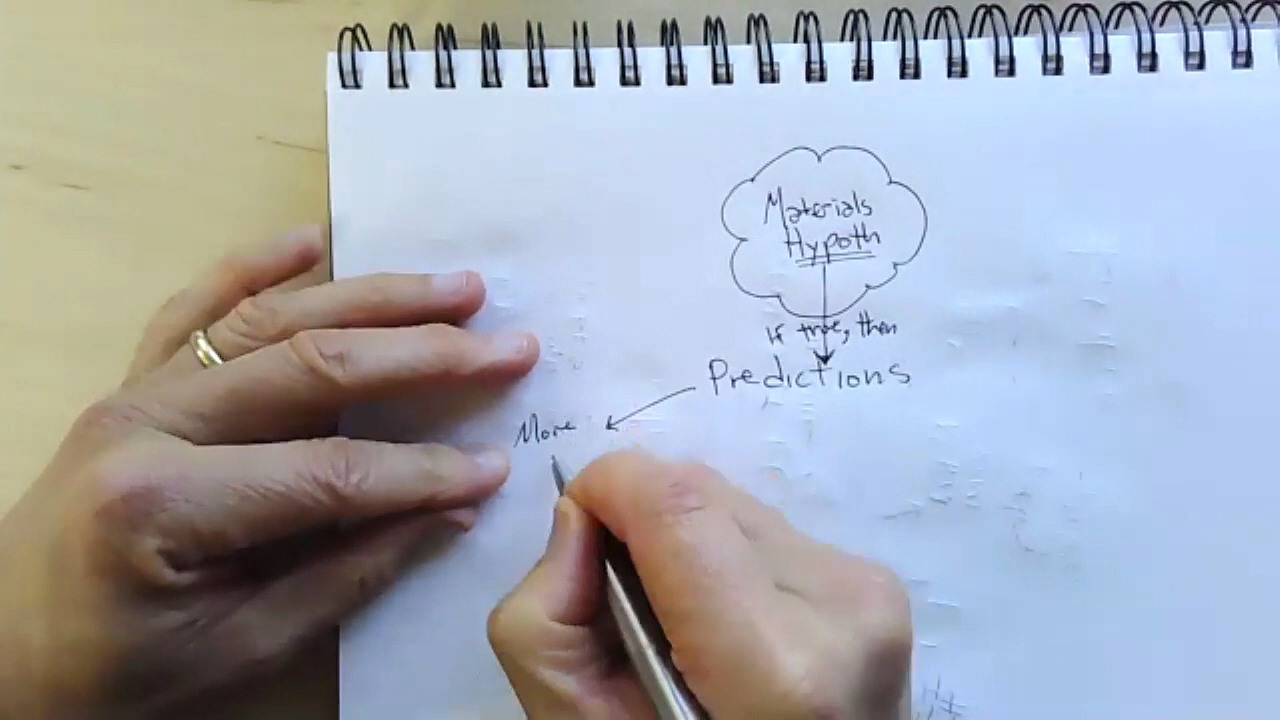 Materials
Hypoth
if true, then
Predictions
More